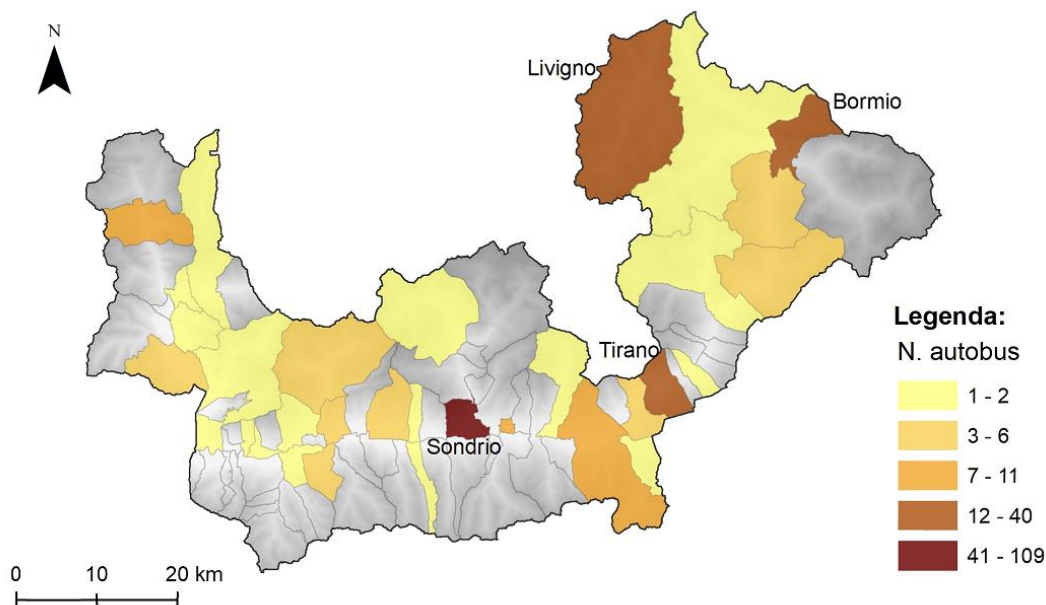 N
Livigno
Bormio
Tirano
Sondrio
Legenda:
N. autobus
1 - 2
3 - 6
7 - 11
12 - 40
41 - 109
0 10 20 km